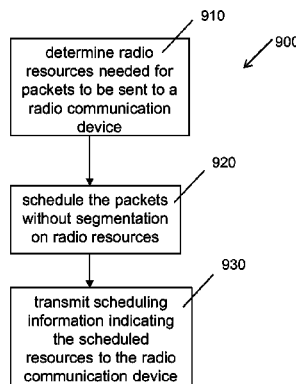 910
900
determine radio
resources needed for
packets to be sent to a
radio communication
device
920
schedule the packets
without segmentation
on radio resources
930
transmit scheduling
information indicating
the scheduled
resources to the radio
communication device